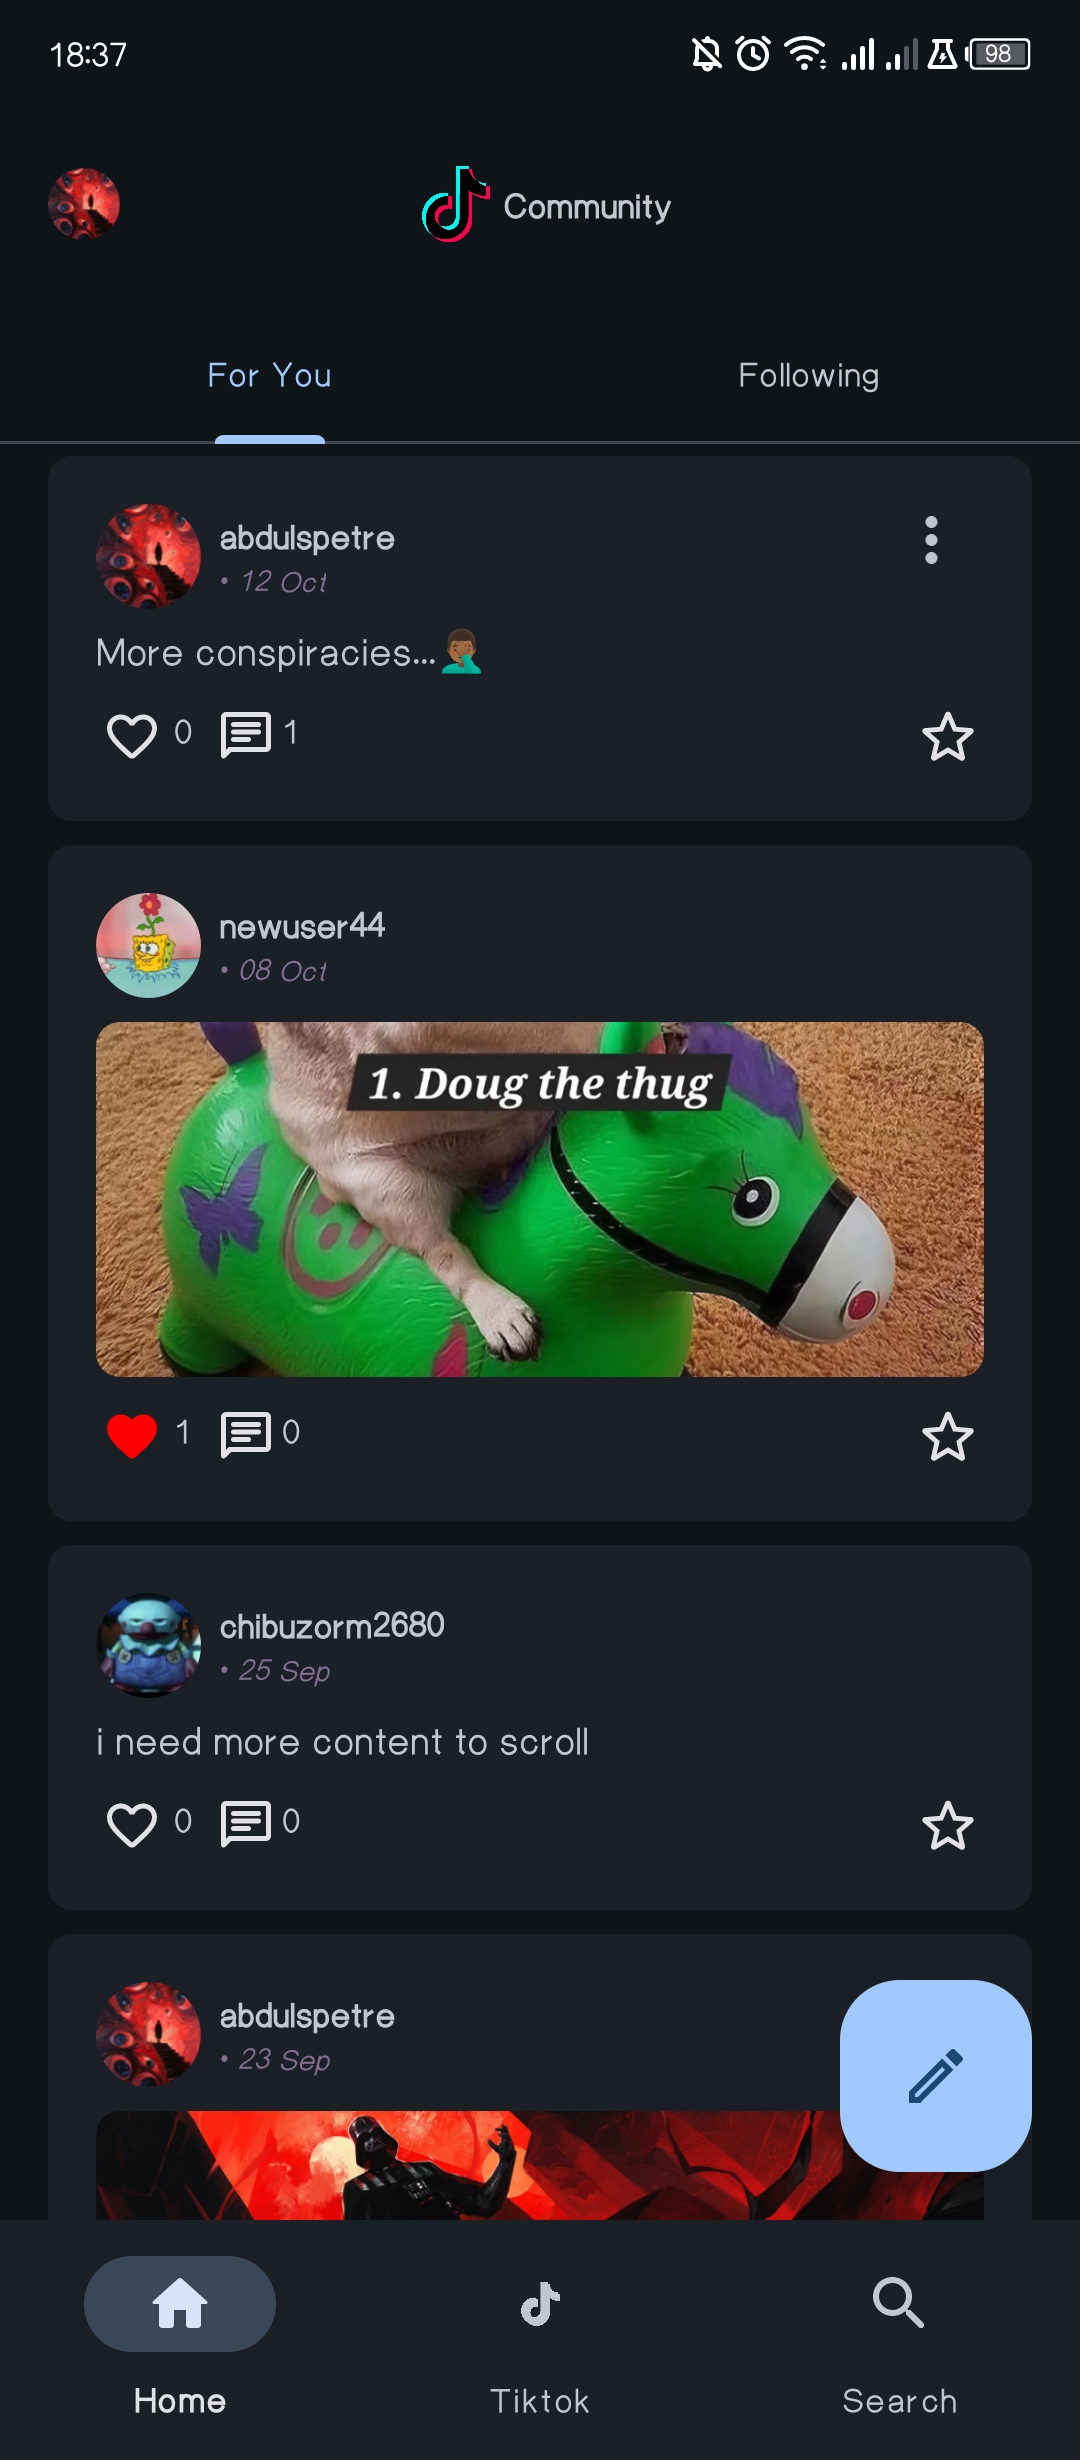 18:37
98
Community
For You
Following
abdulspetre
• 12 Oct
More conspiracies...🤦🏾‍♂️
0 1
newuser44
• 08 Oct
1. Doug the thug
1 0
chibuzorm2680
• 25 Sep
i need more content to scroll
0 0
abdulspetre
• 23 Sep
Home
Tiktok
Search